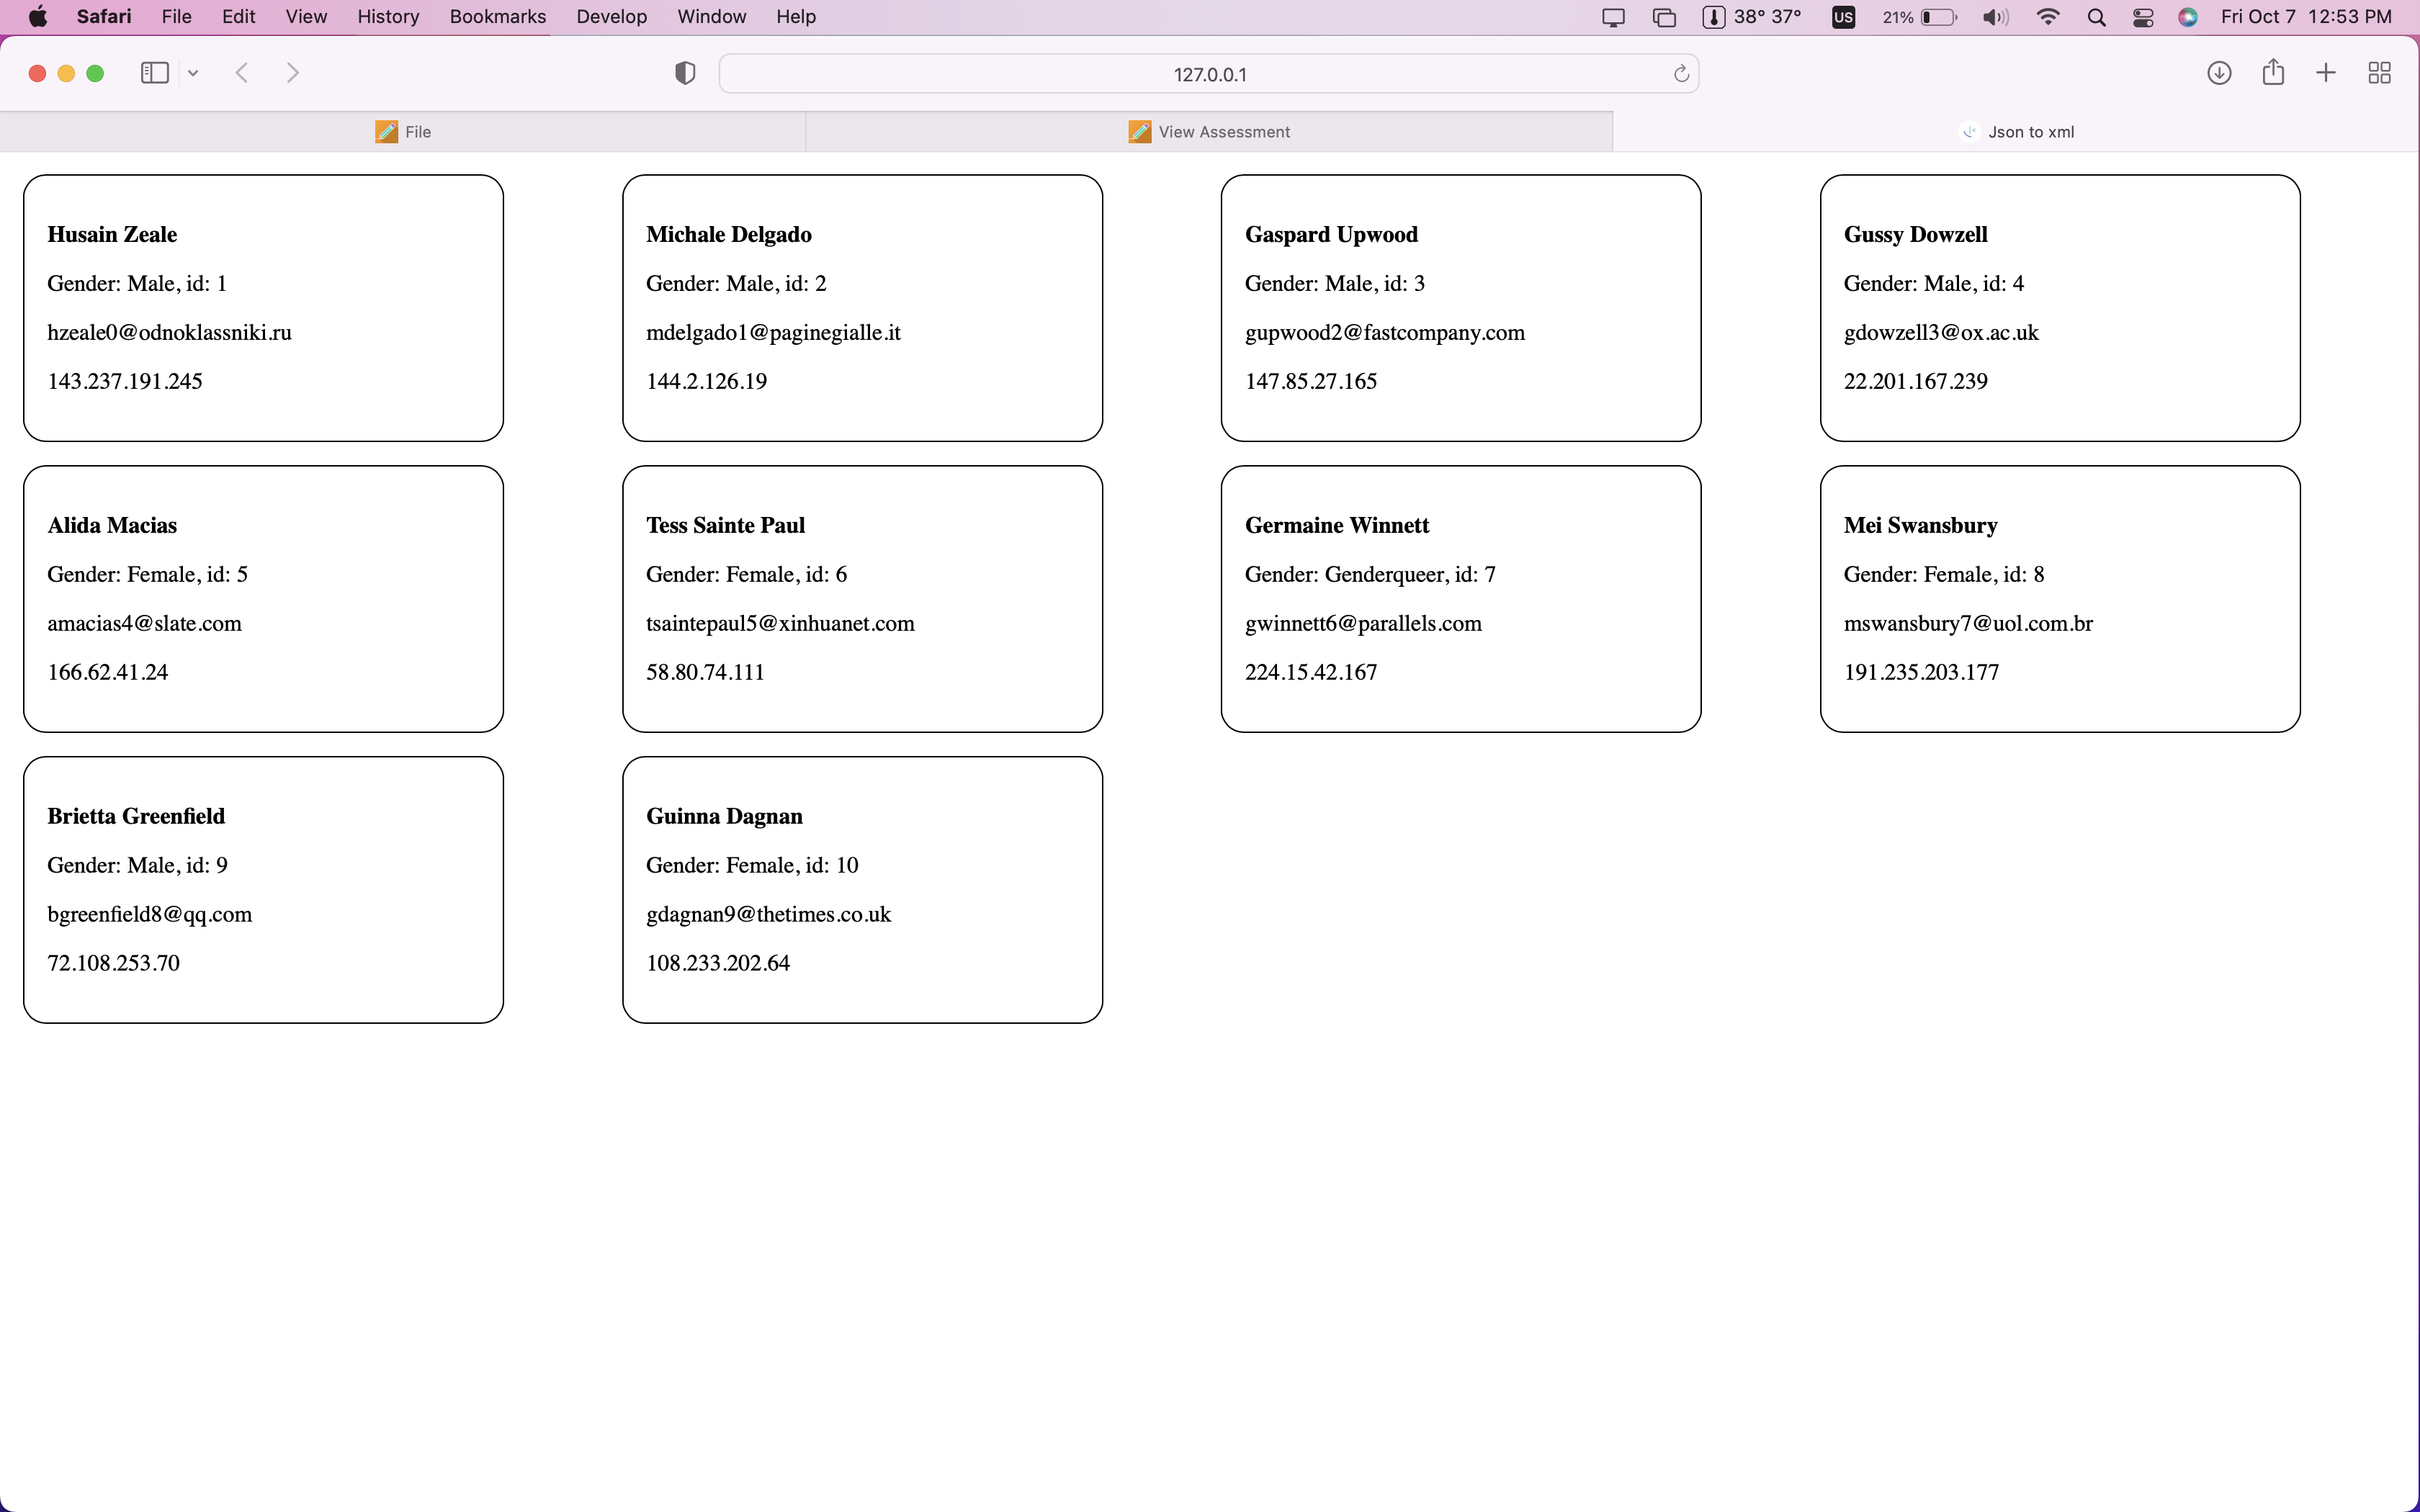 Safari File Edit View History Bookmarks Develop Window Help 38° 37° US 21% Fri Oct 7 12:53 PM
127.0.0.1
File
View Assessment
Json to xml
Husain Zeale
Gender: Male, id: 1
hzeale0@odnoklassniki.ru
143.237.191.245
Michale Delgado
Gender: Male, id: 2
mdelgado1@paginegialle.it
144.2.126.19
Gaspard Upwood
Gender: Male, id: 3
gupwood2@fastcompany.com
147.85.27.165
Gussy Dowzell
Gender: Male, id: 4
gdowzell3@ox.ac.uk
22.201.167.239
Alida Macias
Gender: Female, id: 5
amacias4@slate.com
166.62.41.24
Tess Sainte Paul
Gender: Female, id: 6
tsaintepaul5@xinhuanet.com
58.80.74.111
Germaine Winnett
Gender: Genderqueer, id: 7
gwinnett6@parallels.com
224.15.42.167
Mei Swansbury
Gender: Female, id: 8
mswansbury7@uol.com.br
191.235.203.177
Brietta Greenfield
Gender: Male, id: 9
bgreenfield8@qq.com
72.108.253.70
Guinna Dagnan
Gender: Female, id: 10
gdagnan9@thetimes.co.uk
108.233.202.64